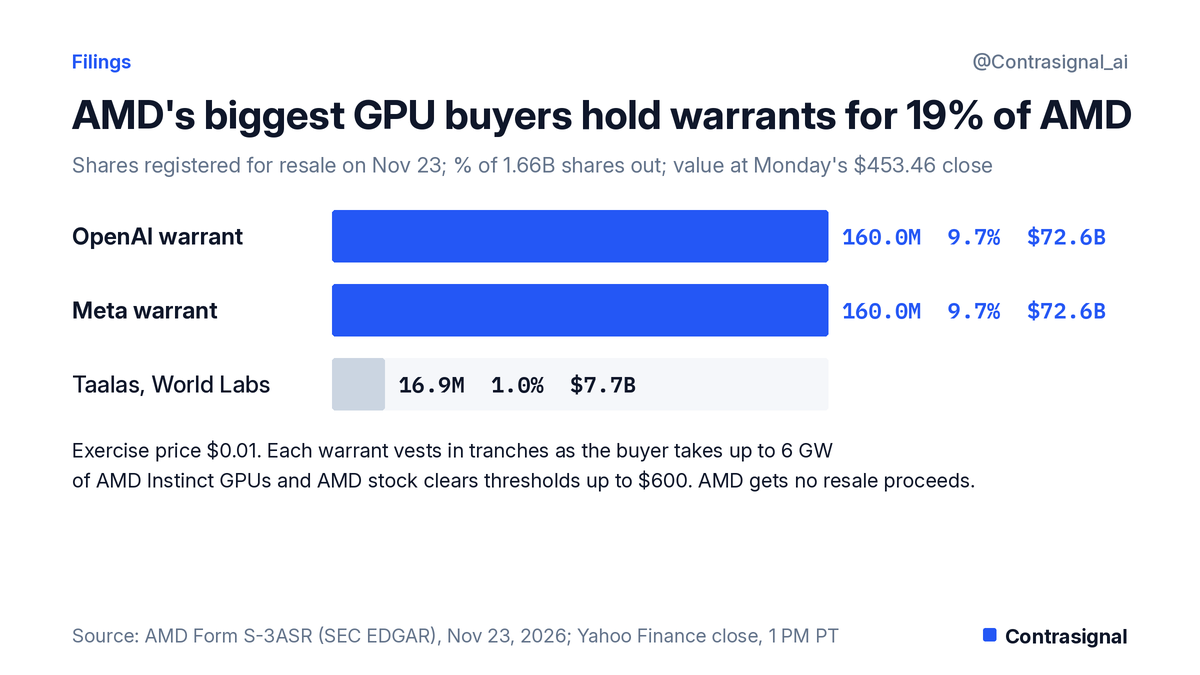 Filings
@Contrasignal_ai
AMD's biggest GPU buyers hold warrants for 19% of AMD
Shares registered for resale on Nov 23; % of 1.66B shares out; value at Monday's $453.46 close
OpenAI warrant 160.0M 9.7% $72.6B
Meta warrant 160.0M 9.7% $72.6B
Taalas, World Labs 16.9M 1.0% $7.7B
Exercise price $0.01. Each warrant vests in tranches as the buyer takes up to 6 GW
of AMD Instinct GPUs and AMD stock clears thresholds up to $600. AMD gets no resale proceeds.
Source: AMD Form S-3ASR (SEC EDGAR), Nov 23, 2026; Yahoo Finance close, 1 PM PT
Contrasignal